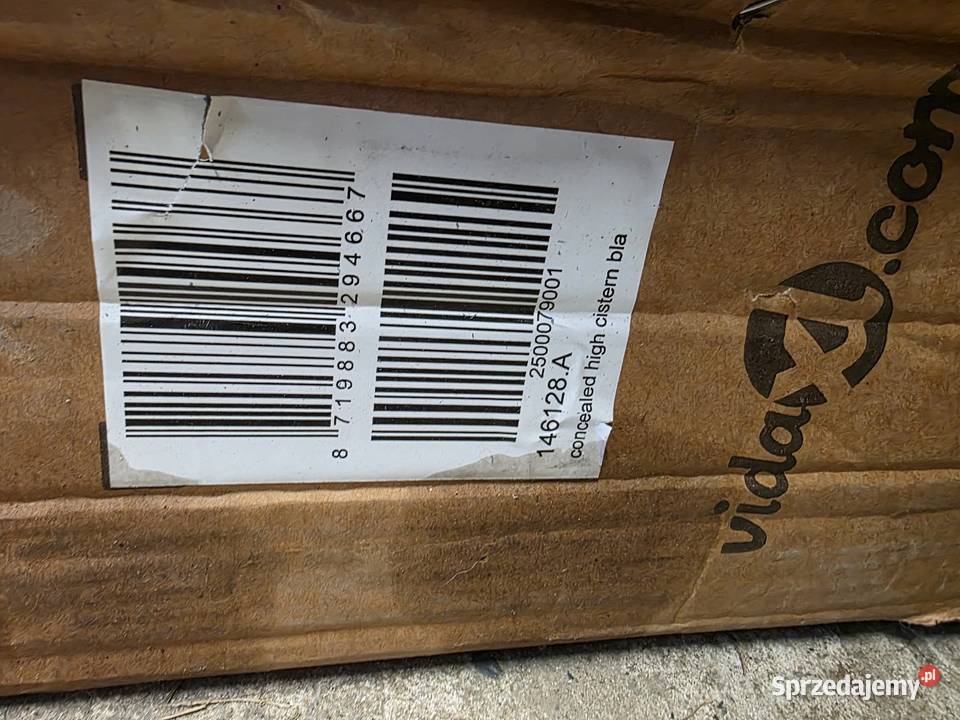 8 719883 294667
2500079001
146128.A
concealed high cistern bla
vidaXL.com
Sprzedajemy.pl